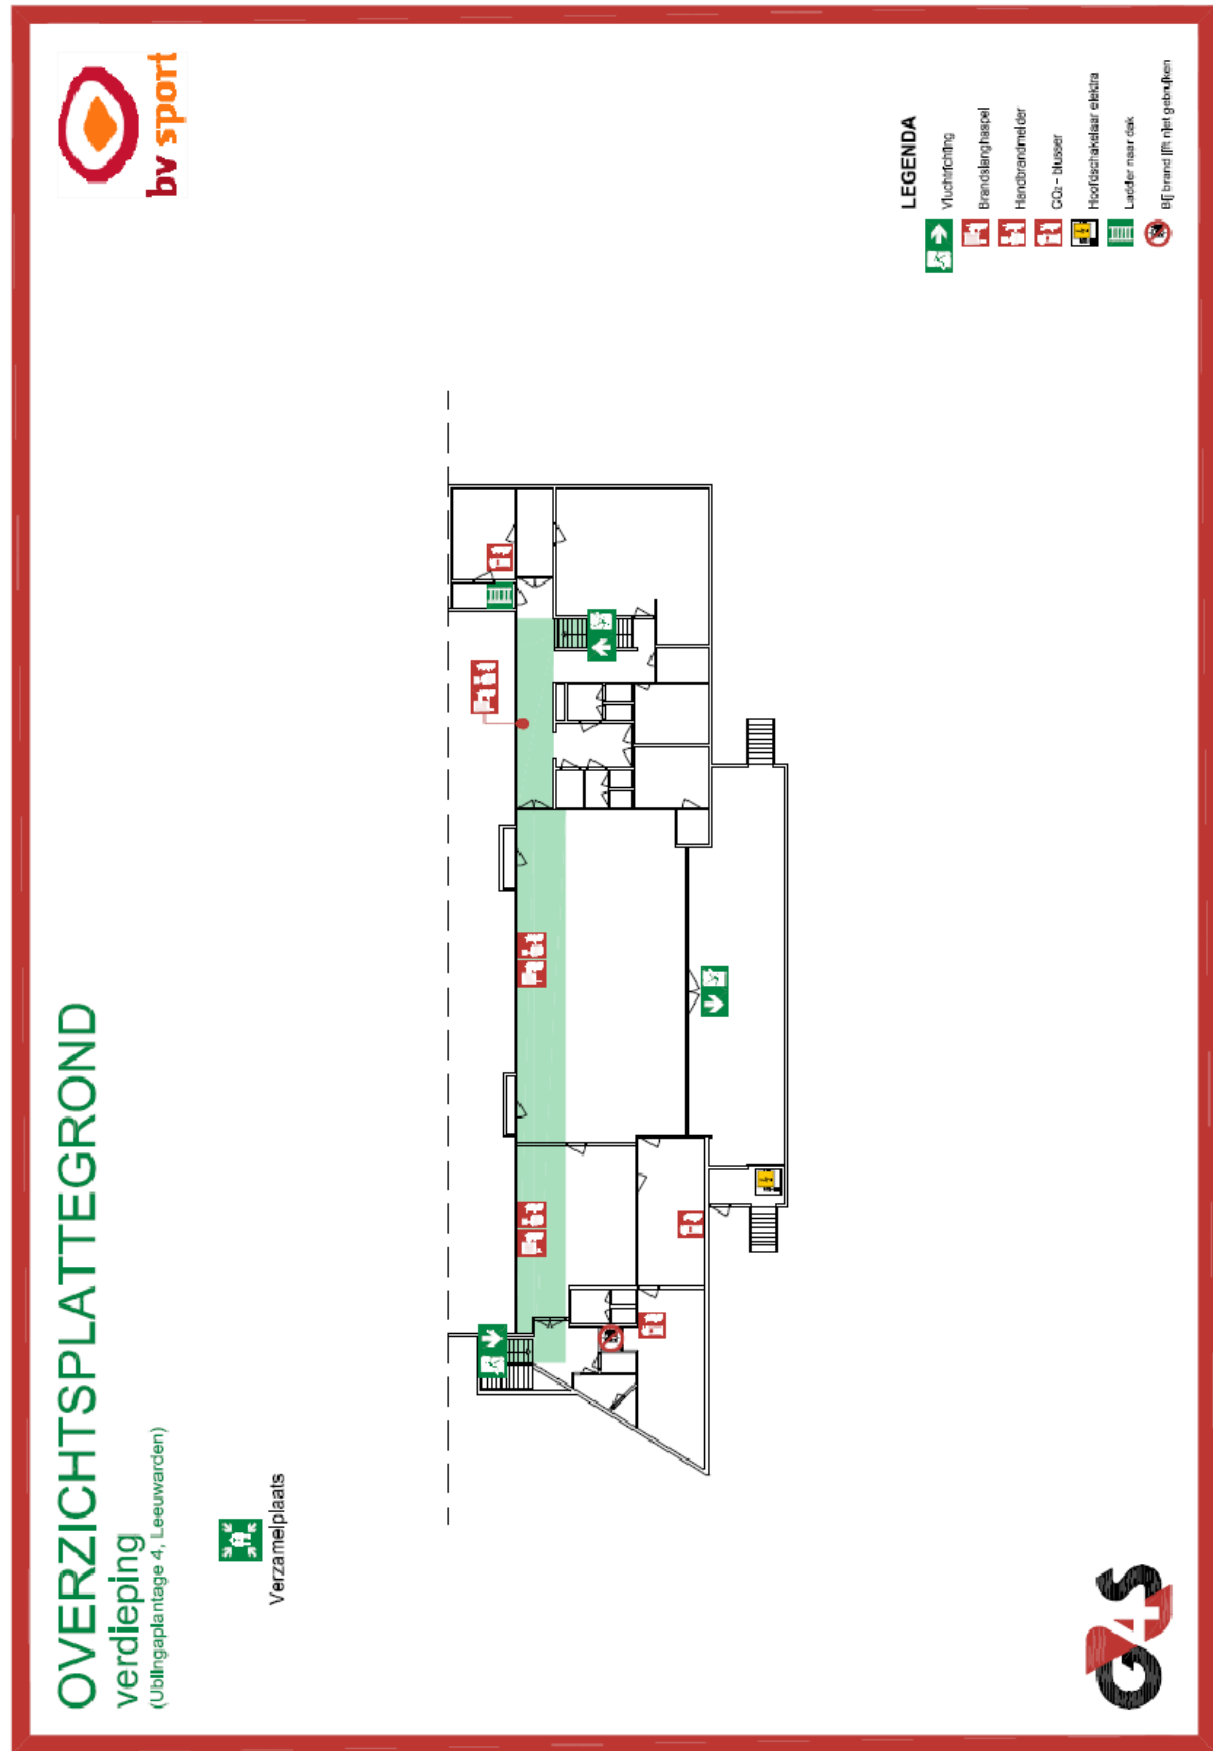 OVERZICHTSPLATTEGROND
verdieping
(Ublingaplantage 4, Leeuwarden)
bv sport
Verzamelplaats
LEGENDA
Vluchtrichting
Brandslanghaspel
Handbrandmelder
CO₂ - blusser
Hoofdschakelaar elektra
Ladder naar dak
Bij brand lift niet gebruiken
G4S